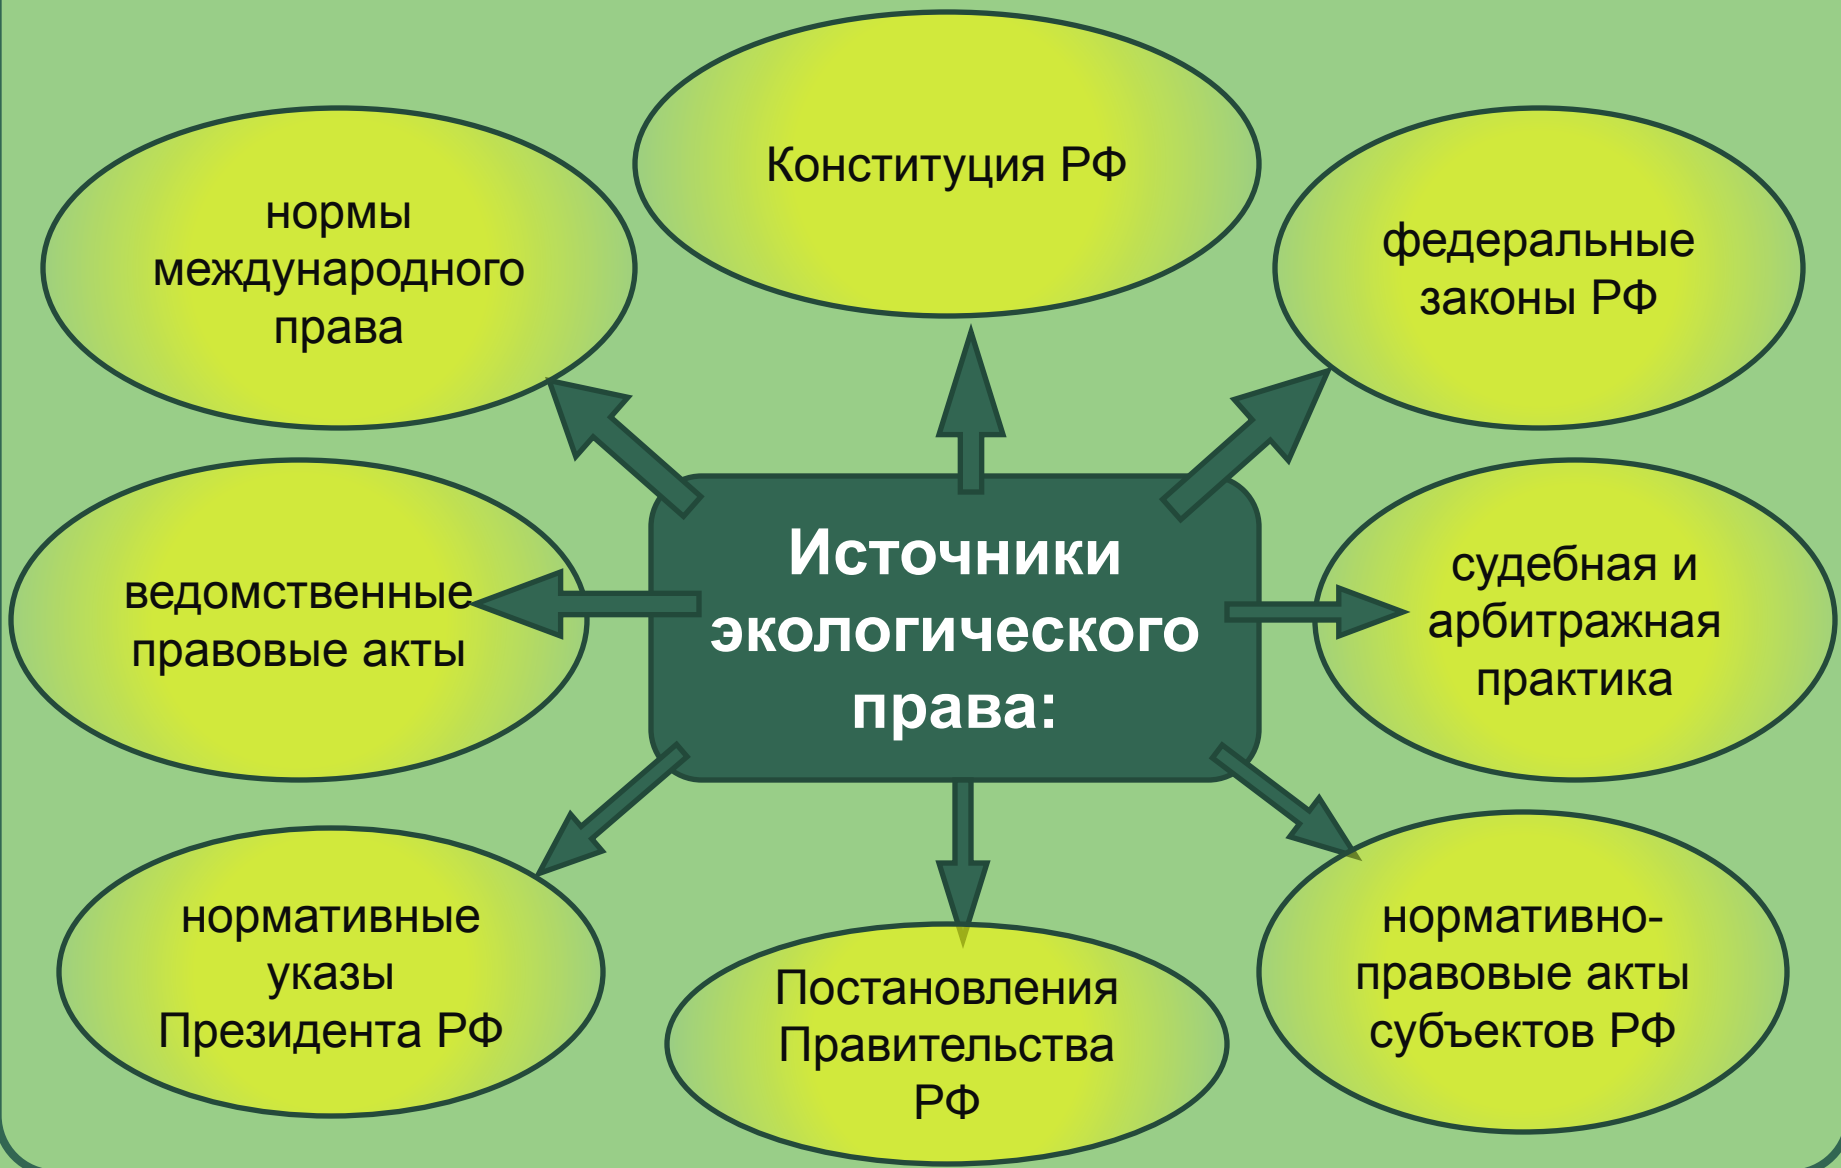 Конституция РФ
нормы
международного
права
федеральные
законы РФ
Источники
экологического
права:
ведомственные
правовые акты
судебная и
арбитражная
практика
нормативные
указы
Президента РФ
Постановления
Правительства
РФ
нормативно-
правовые акты
субъектов РФ